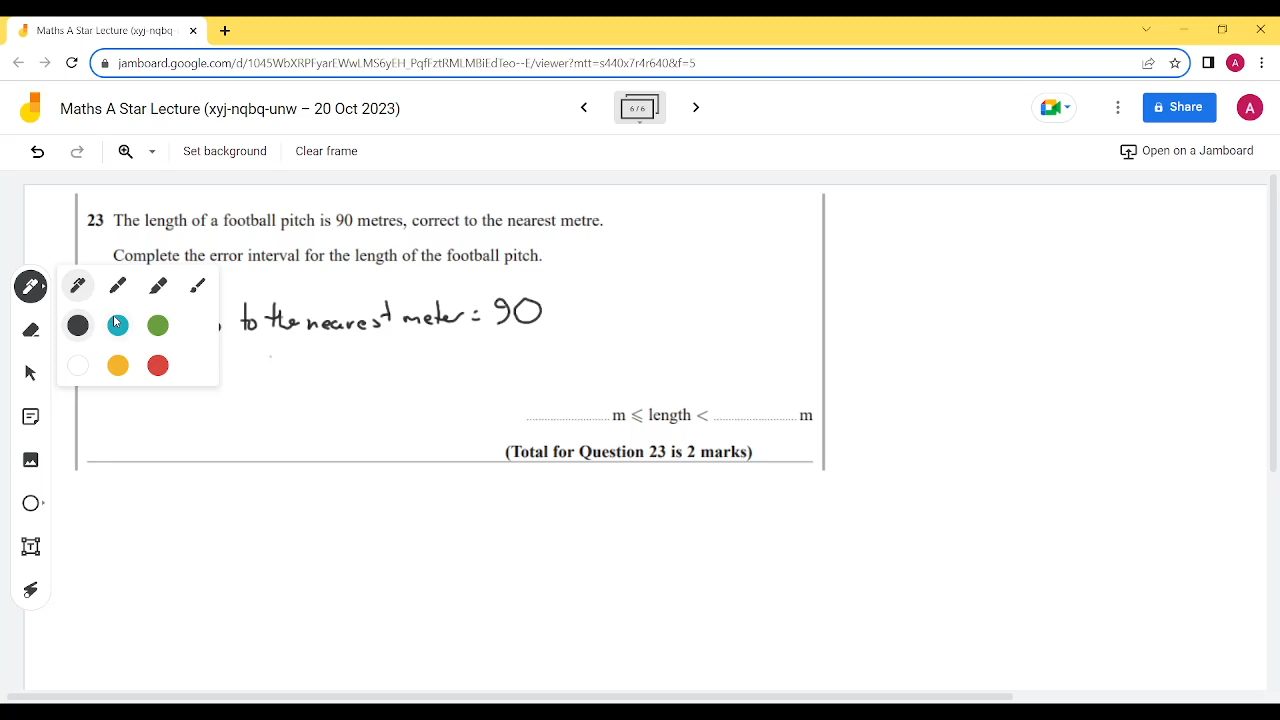 Maths A Star Lecture (xyj-nqbq
jamboard.google.com/d/1045WbXRPFyarEWwLMS6yEH_PqfFztRMLMBiEdTeo--E/viewer?mtt=s440x7r4r640&f=5
A
Maths A Star Lecture (xyj-nqbq-unw – 20 Oct 2023)
6 / 6
Share
A
Set background
Clear frame
Open on a Jamboard
23 The length of a football pitch is 90 metres, correct to the nearest metre.
Complete the error interval for the length of the football pitch.
to the nearest meter = 90
m ⩽ length < m
(Total for Question 23 is 2 marks)
T